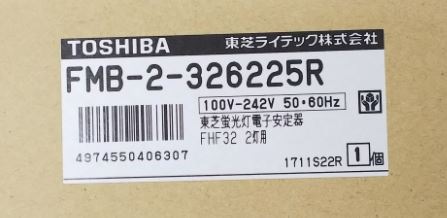 TOSHIBA 東芝ライテック株式会社
FMB-2-326225R
100V-242V 50・60Hz
東芝蛍光灯電子安定器
FHF32 2灯用
4974550406307
1711S22R 1個